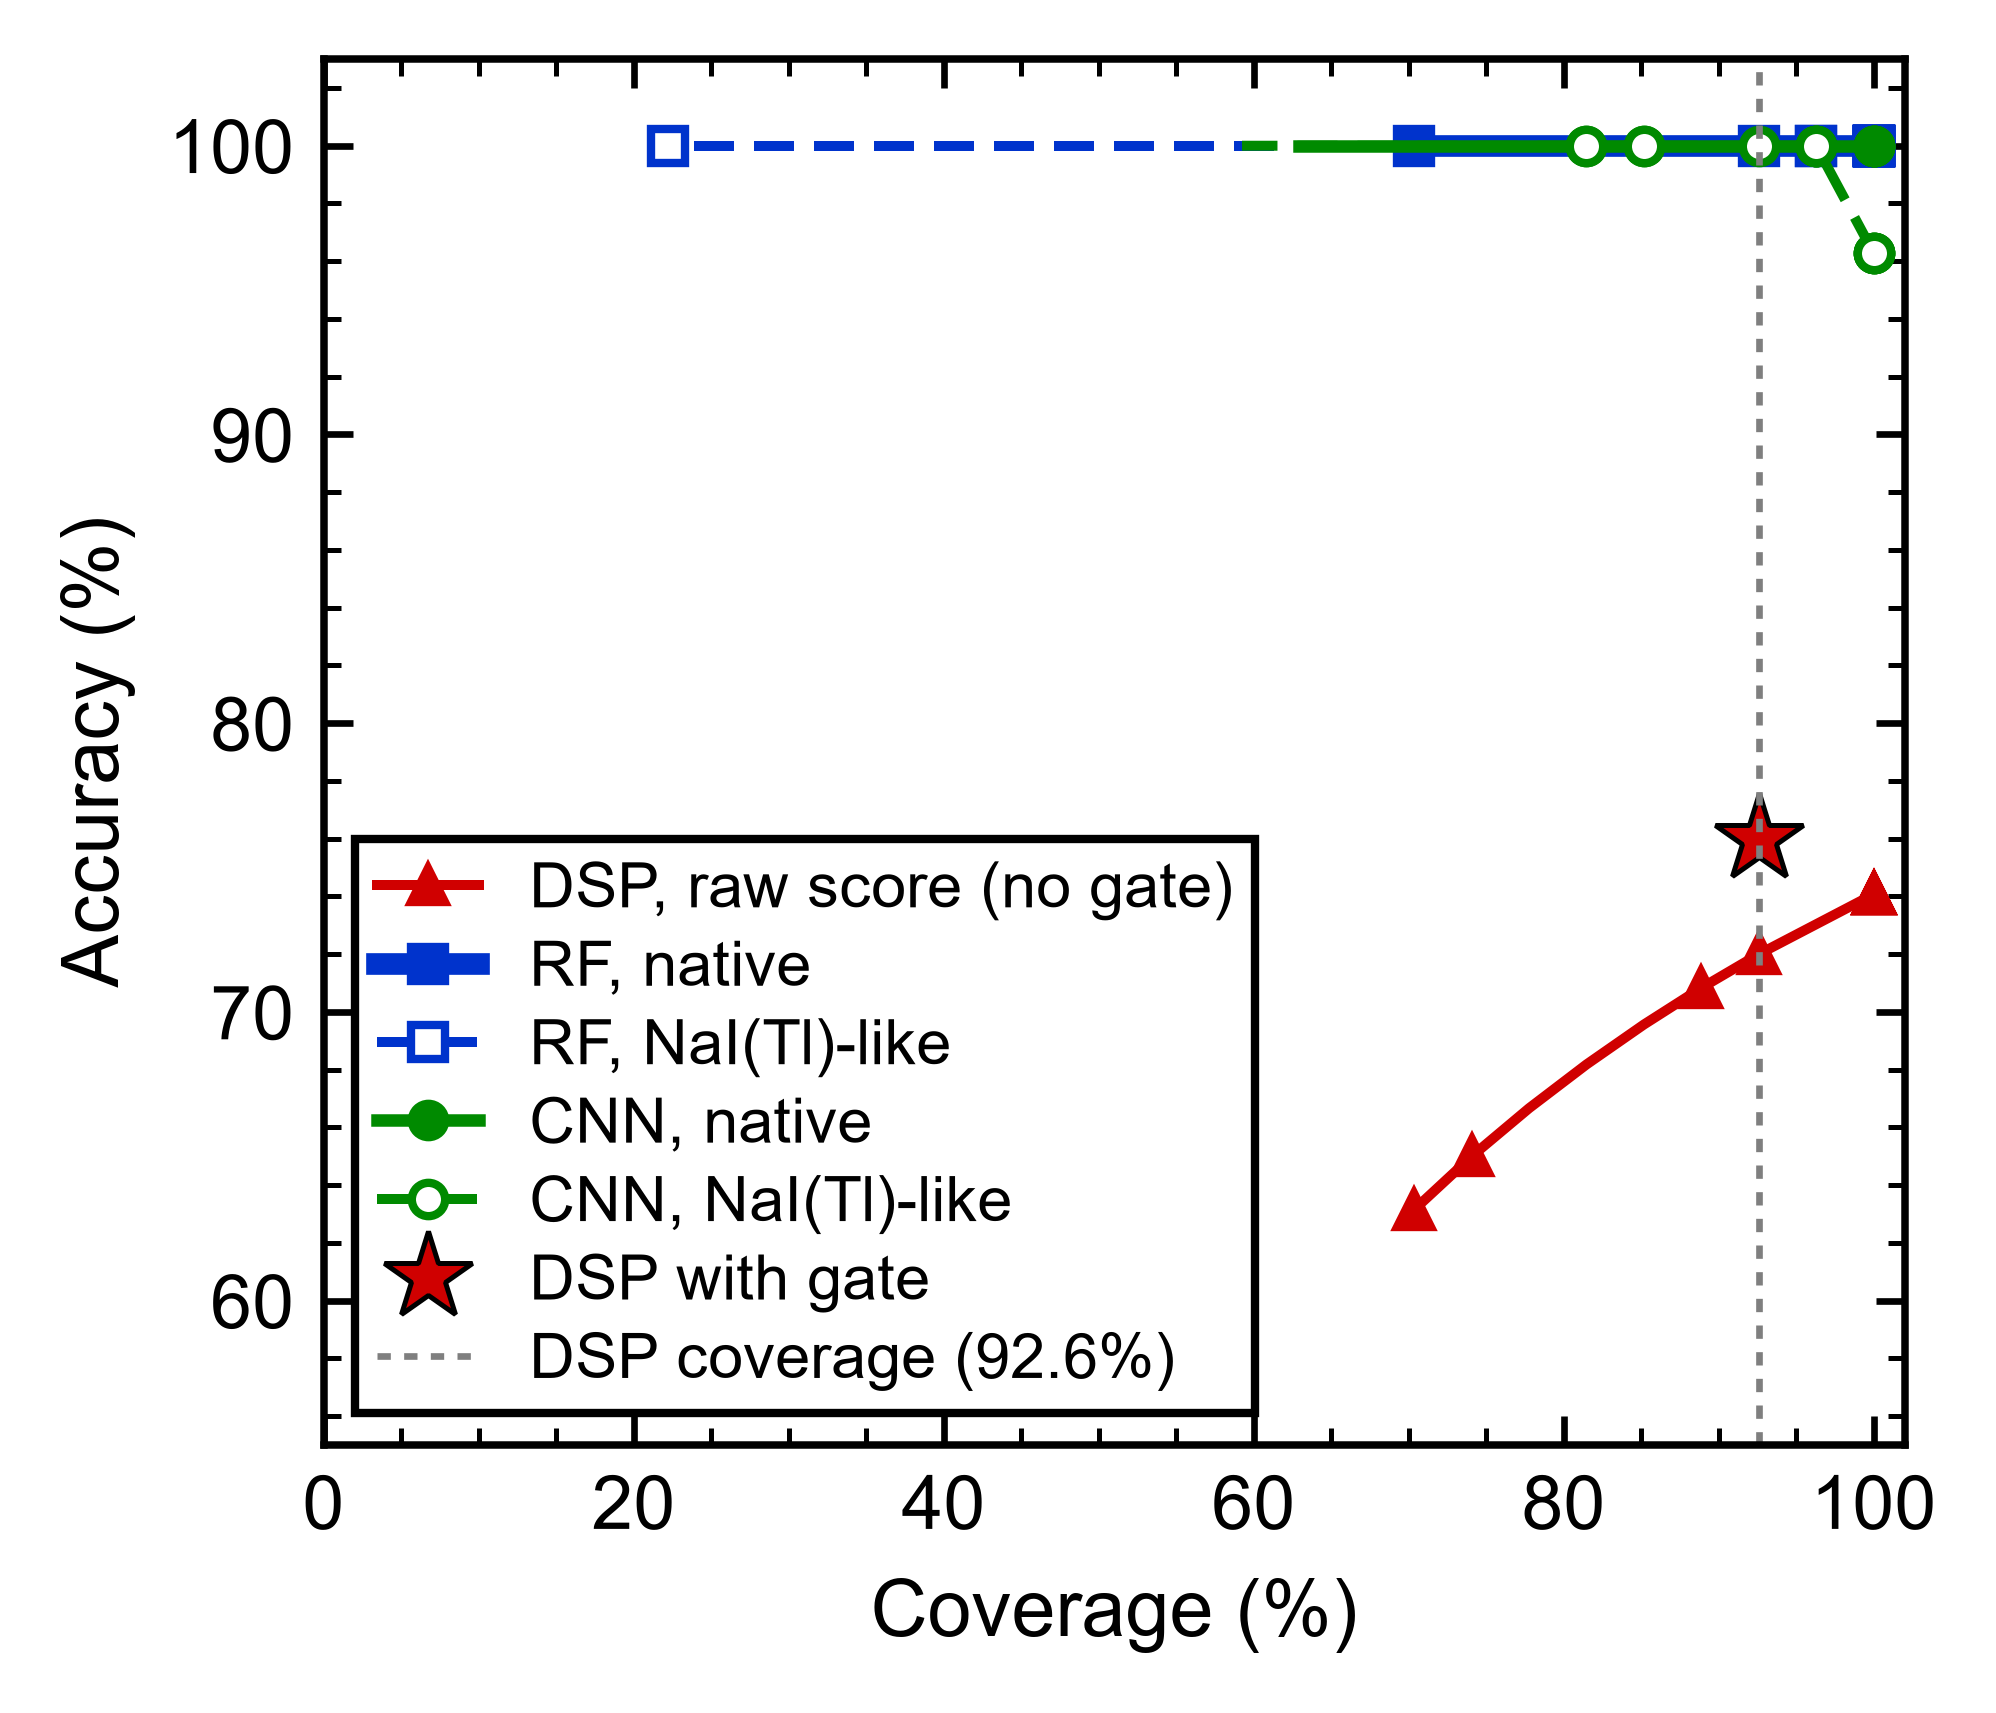 100
90
80
70
60
Accuracy (%)
DSP, raw score (no gate)
RF, native
RF, NaI(Tl)-like
CNN, native
CNN, NaI(Tl)-like
DSP with gate
DSP coverage (92.6%)
0 20 40 60 80 100
Coverage (%)